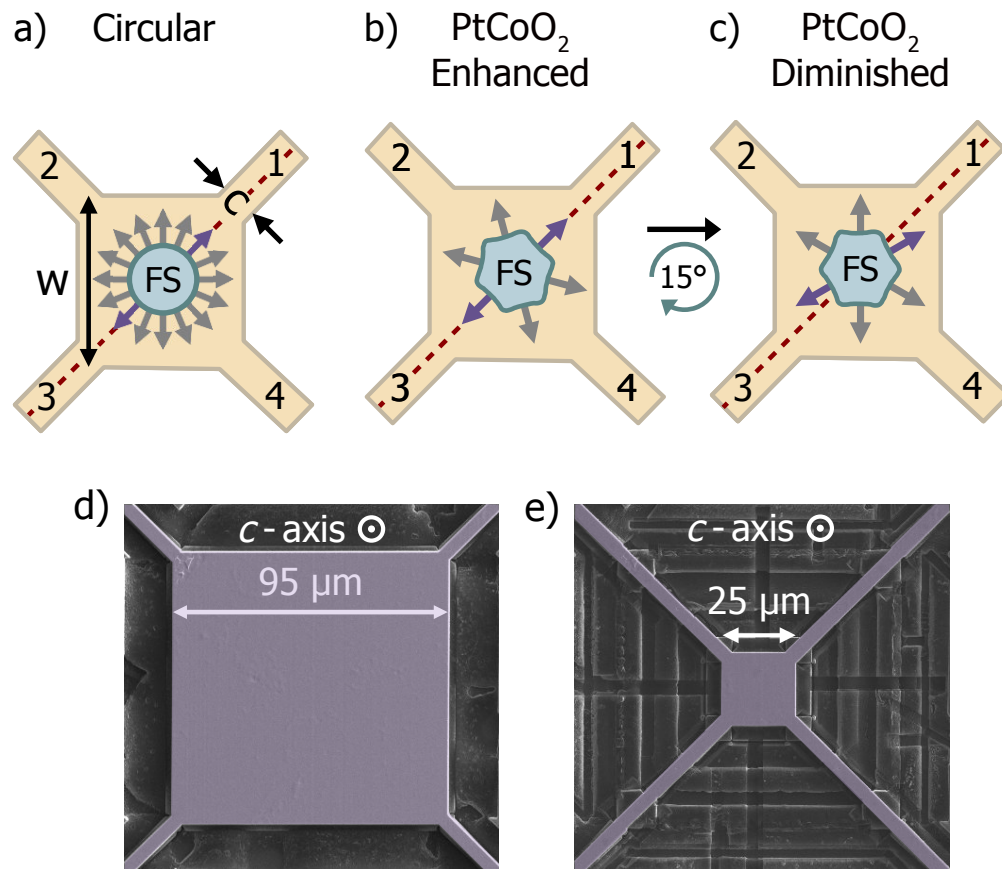 a) Circular
b) PtCoO₂
Enhanced
c) PtCoO₂
Diminished
2
1
C
W
FS
3
4
2
1
FS
3
4
15°
2
1
FS
3
4
d)
c-axis
95 μm
e)
c-axis
25 μm